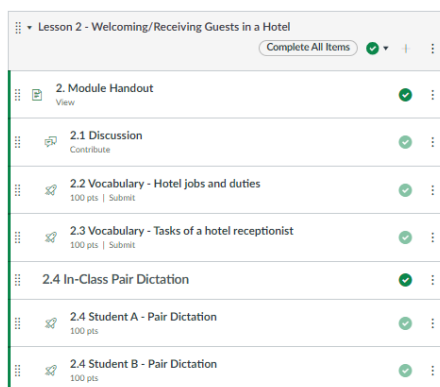 Lesson 2 - Welcoming/Receiving Guests in a Hotel
Complete All Items
2. Module Handout
View
2.1 Discussion
Contribute
2.2 Vocabulary - Hotel jobs and duties
100 pts | Submit
2.3 Vocabulary - Tasks of a hotel receptionist
100 pts | Submit
2.4 In-Class Pair Dictation
2.4 Student A - Pair Dictation
100 pts
2.4 Student B - Pair Dictation
100 pts